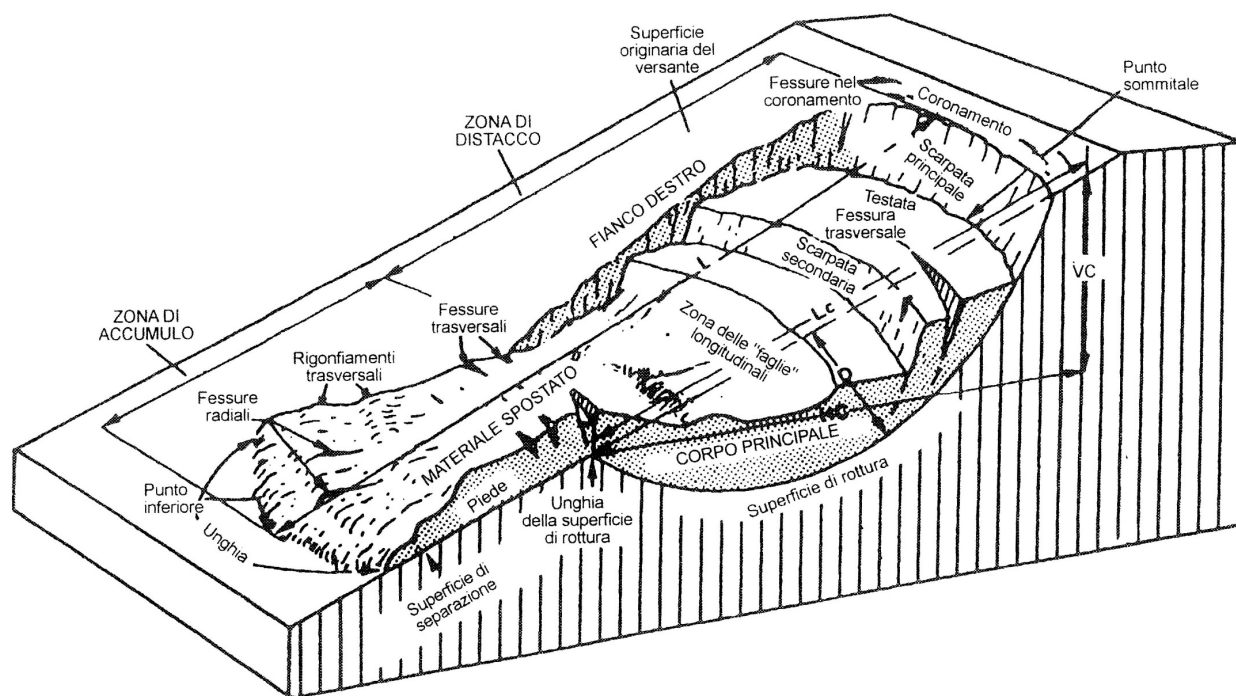 Superficie
originaria del
versante
Fessure nel
coronamento
Coronamento
Punto
sommitale
ZONA DI
DISTACCO
Scarpata
principale
FIANCO DESTRO
Testata
Fessura
trasversale
Scarpata
secondaria
VC
L
Lc
ZONA DI
ACCUMULO
Fessure
trasversali
Zona delle "faglie"
longitudinali
Rigonfiamenti
trasversali
D
Fessure
radiali
MATERIALE SPOSTATO
CORPO PRINCIPALE
Punto
inferiore
Piede
Superficie di rottura
Unghia
della superficie
di rottura
Unghia
Superficie di
separazione